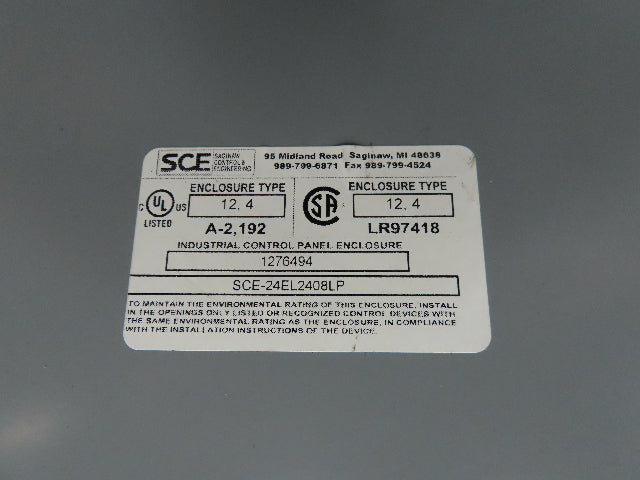 SCE SAGINAW CONTROL & ENGINEERING
95 Midland Road Saginaw, MI 48638
989-799-6871 Fax 989-799-4524
C UL US LISTED
ENCLOSURE TYPE
12, 4
A-2,192
SA
ENCLOSURE TYPE
12, 4
LR97418
INDUSTRIAL CONTROL PANEL ENCLOSURE
1276494
SCE-24EL2408LP
TO MAINTAIN THE ENVIRONMENTAL RATING OF THIS ENCLOSURE, INSTALL
IN THE OPENINGS ONLY LISTED OR RECOGNIZED CONTROL DEVICES WITH
THE SAME ENVIRONMENTAL RATING AS THE ENCLOSURE, IN COMPLIANCE
WITH THE INSTALLATION INSTRUCTIONS OF THE DEVICE.